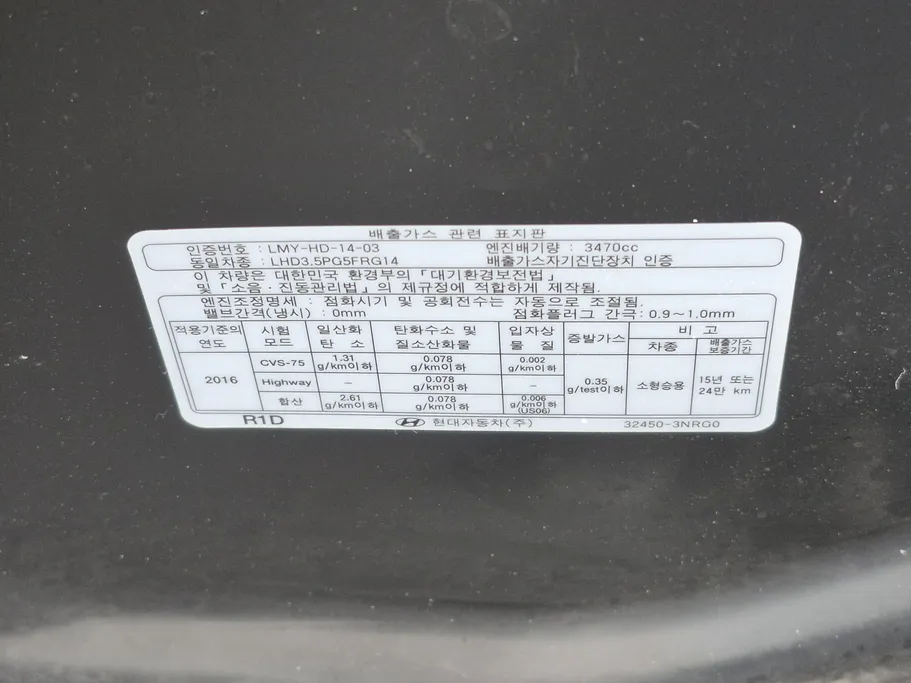 배출가스 관련 표지판
인증번호 : LMY-HD-14-03 엔진배기량 : 3470cc
동일차종 : LHD3.5PG5FRG14 배출가스자기진단장치 인증
이 차량은 대한민국 환경부의 「대기환경보전법」
및 「소음 · 진동관리법」의 제규정에 적합하게 제작됨.
엔진조정명세 : 점화시기 및 공회전수는 자동으로 조절됨.
밸브간격(냉시) : 0mm 점화플러그 간극 : 0.9~1.0mm
적용기준의 연도 시험 모드 일산화 탄 소 탄화수소 및 질소산화물 입자상 물 질 증발가스 비 고
차종 배출가스 보증기간
2016 CVS-75 1.31 g/km이하 0.078 g/km이하 0.002 g/km이하 0.35 g/test이하 소형승용 15년 또는 24만 km
Highway – 0.078 g/km이하 –
합산 2.61 g/km이하 0.078 g/km이하 0.006 g/km이하 (US06)
R1D 현대자동차(주) 32450-3NRG0